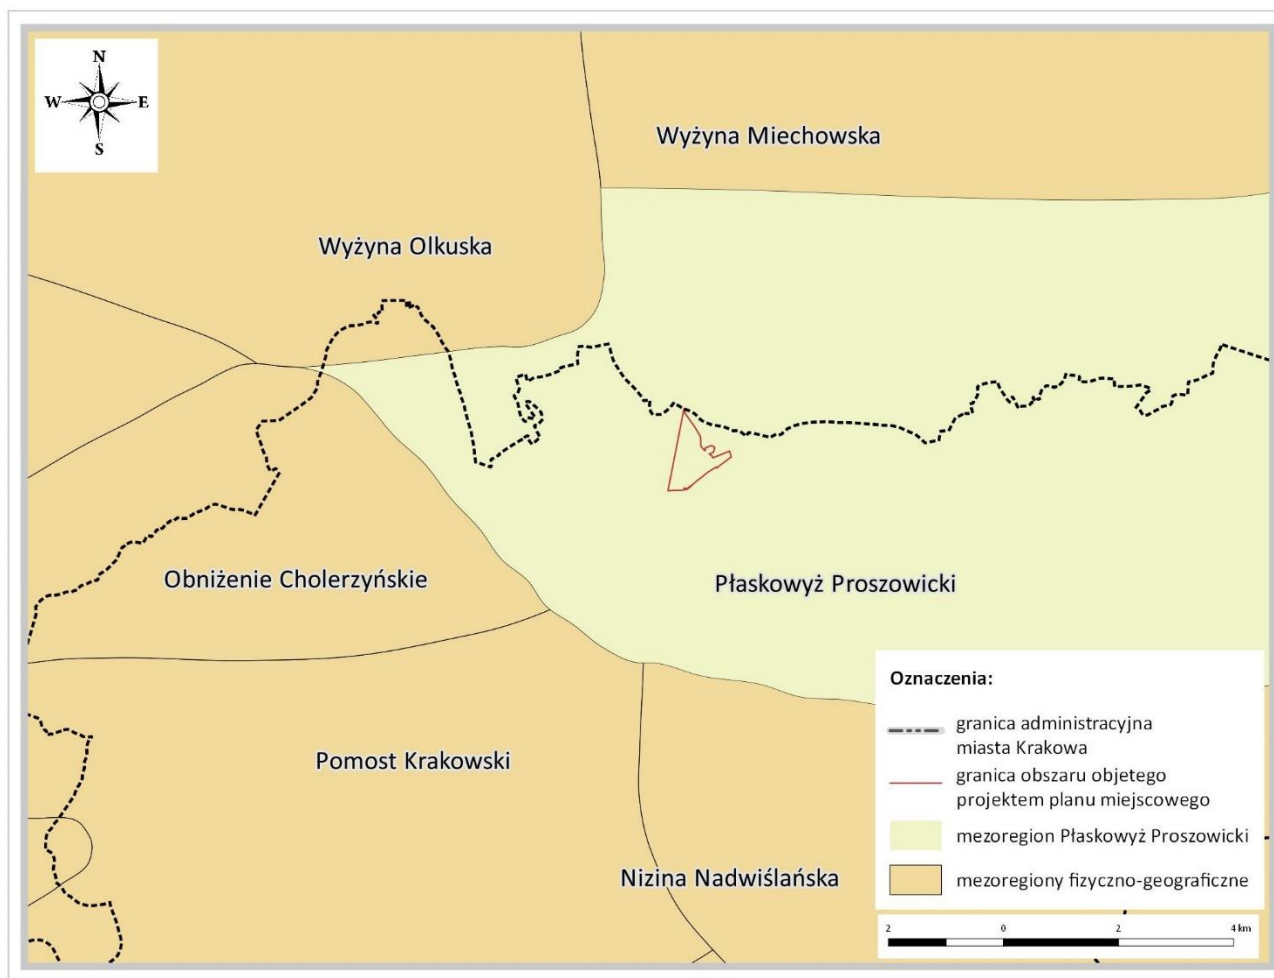 N
W E
S
Wyżyna Miechowska
Wyżyna Olkuska
Obniżenie Cholerzyńskie
Płaskowyż Proszowicki
Pomost Krakowski
Nizina Nadwiślańska
Oznaczenia:
granica administracyjna
miasta Krakowa
granica obszaru objetego
projektem planu miejscowego
mezoregion Płaskowyż Proszowicki
mezoregiony fizyczno-geograficzne
2 0 2 4 km